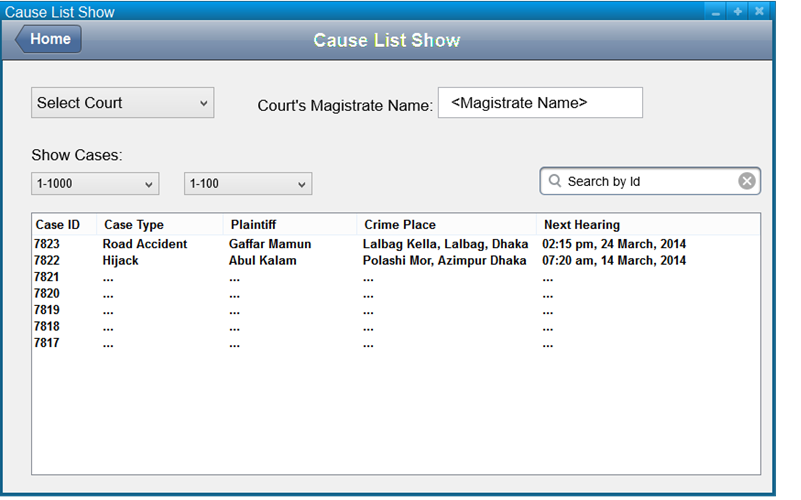 Cause List Show
Home
Cause List Show
Select Court
Court's Magistrate Name: <Magistrate Name>
Show Cases:
1-1000 1-100 Search by Id
Case ID Case Type Plaintiff Crime Place Next Hearing
7823 Road Accident Gaffar Mamun Lalbag Kella, Lalbag, Dhaka 02:15 pm, 24 March, 2014
7822 Hijack Abul Kalam Polashi Mor, Azimpur Dhaka 07:20 am, 14 March, 2014
7821 ... ... ... ...
7820 ... ... ... ...
7819 ... ... ... ...
7818 ... ... ... ...
7817 ... ... ... ...